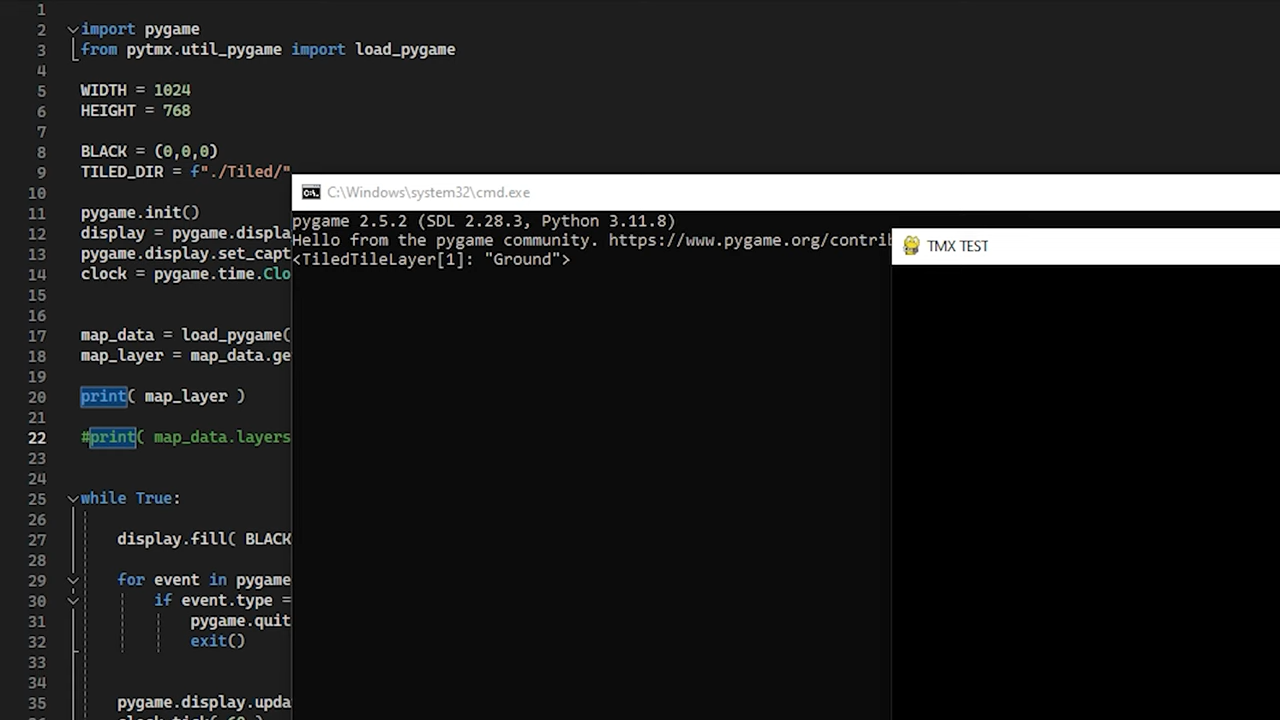 1
2 import pygame
3 from pytmx.util_pygame import load_pygame
4
5 WIDTH = 1024
6 HEIGHT = 768
7
8 BLACK = (0,0,0)
9 TILED_DIR = f"./Tiled/"
10
11 pygame.init()
12 display = pygame.displa
13 pygame.display.set_capt
14 clock = pygame.time.Clo
15
16
17 map_data = load_pygame(
18 map_layer = map_data.ge
19
20 print( map_layer )
21
22 #print( map_data.layers
23
24
25 while True:
26
27 display.fill( BLACK
28
29 for event in pygame
30 if event.type =
31 pygame.quit
32 exit()
33
34
35 pygame.display.upda
C:\Windows\system32\cmd.exe
pygame 2.5.2 (SDL 2.28.3, Python 3.11.8)
Hello from the pygame community. https://www.pygame.org/contrib
<TiledTileLayer[1]: "Ground">
TMX TEST